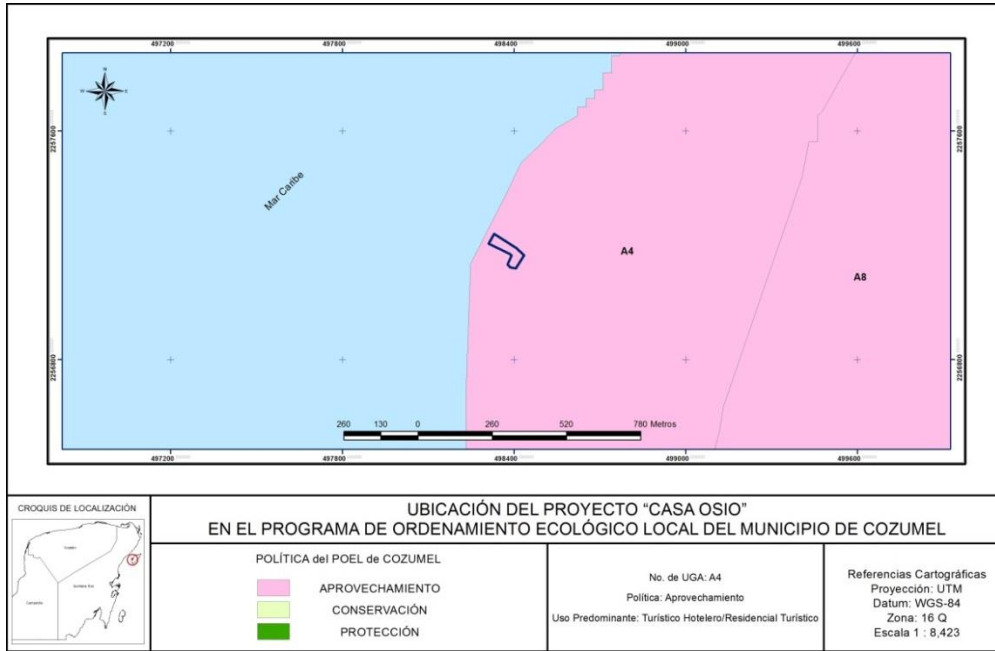 497200 497800 498400 499000 499600
N
W E
S
2257600 2257600
Mar Caribe
A4
A8
2256800 2256800
260 130 0 260 520 780 Metros
497200 497800 498400 499000 499600
CROQUIS DE LOCALIZACIÓN
UBICACIÓN DEL PROYECTO “CASA OSIO”
EN EL PROGRAMA DE ORDENAMIENTO ECOLÓGICO LOCAL DEL MUNICIPIO DE COZUMEL
Yucatán
Quintana Roo
Campeche
POLÍTICA del POEL de COZUMEL
APROVECHAMIENTO
CONSERVACIÓN
PROTECCIÓN
No. de UGA: A4
Política: Aprovechamiento
Uso Predominante: Turístico Hotelero/Residencial Turístico
Referencias Cartográficas
Proyección: UTM
Datum: WGS-84
Zona: 16 Q
Escala 1 : 8,423